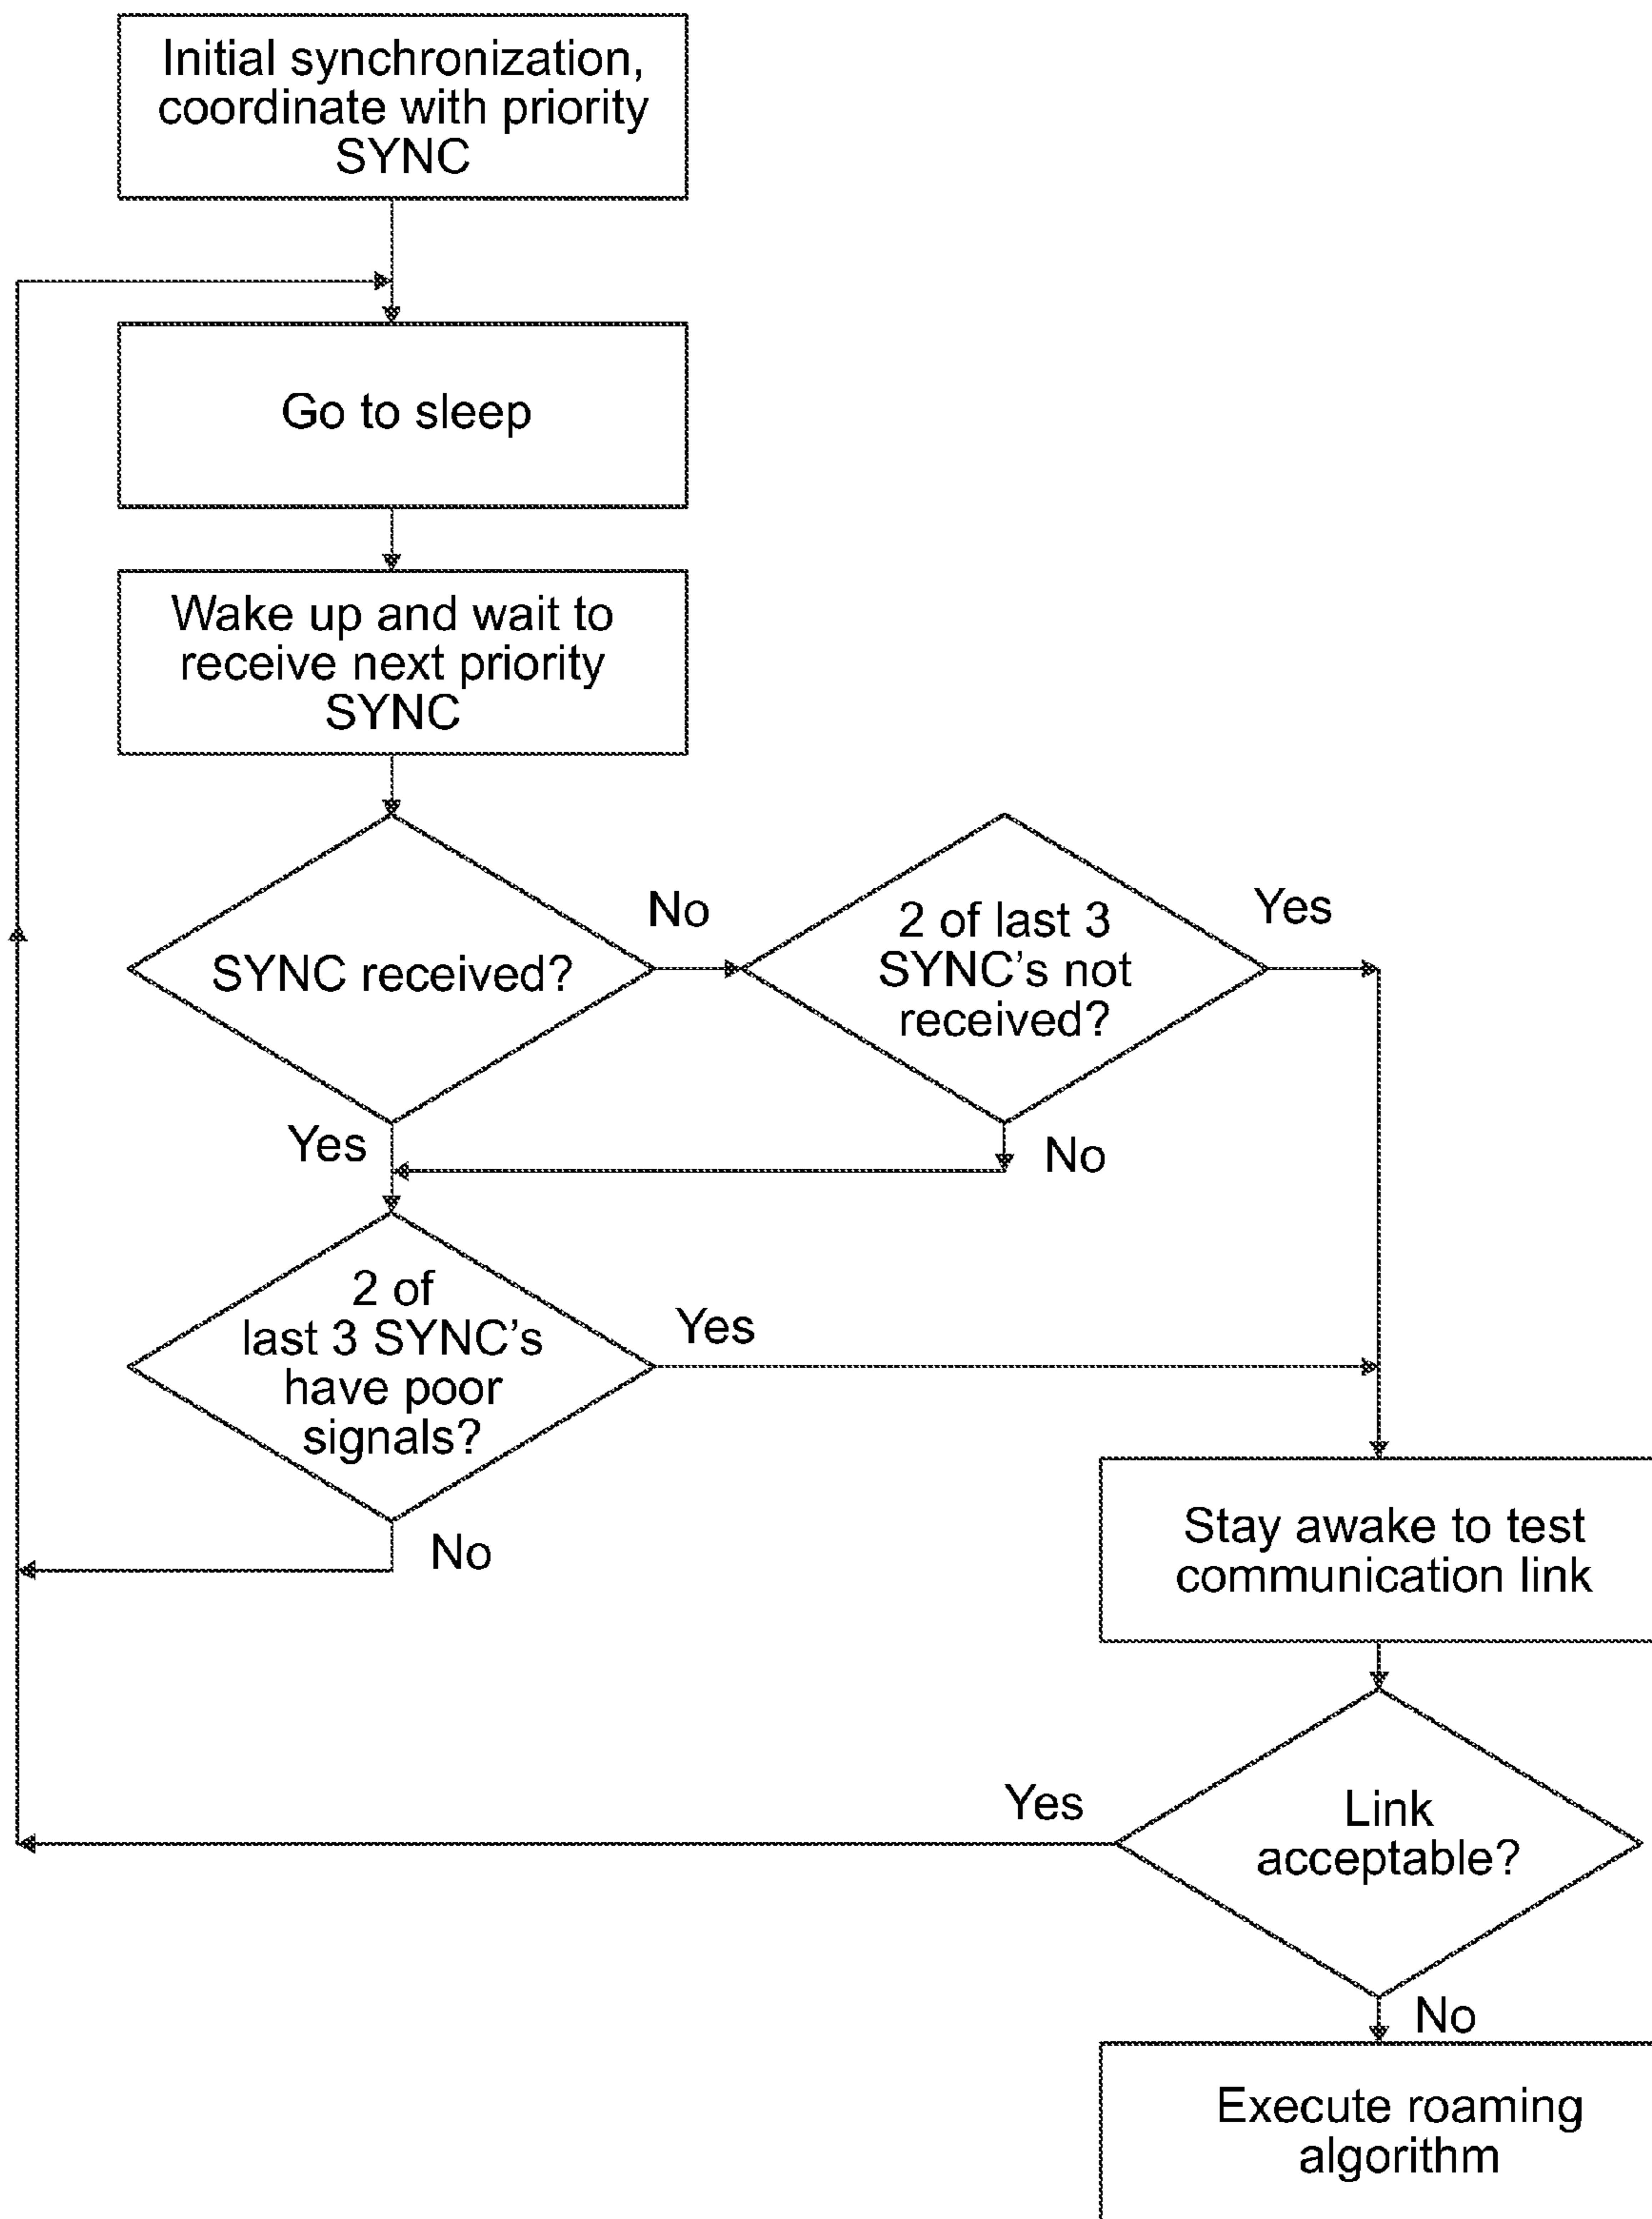 Initial synchronization,
coordinate with priority
SYNC
Go to sleep
Wake up and wait to
receive next priority
SYNC
SYNC received?
No
2 of last 3
SYNC's not
received?
Yes
Yes
No
2 of
last 3 SYNC's
have poor
signals?
Yes
No
Stay awake to test
communication link
Link
acceptable?
Yes
No
Execute roaming
algorithm